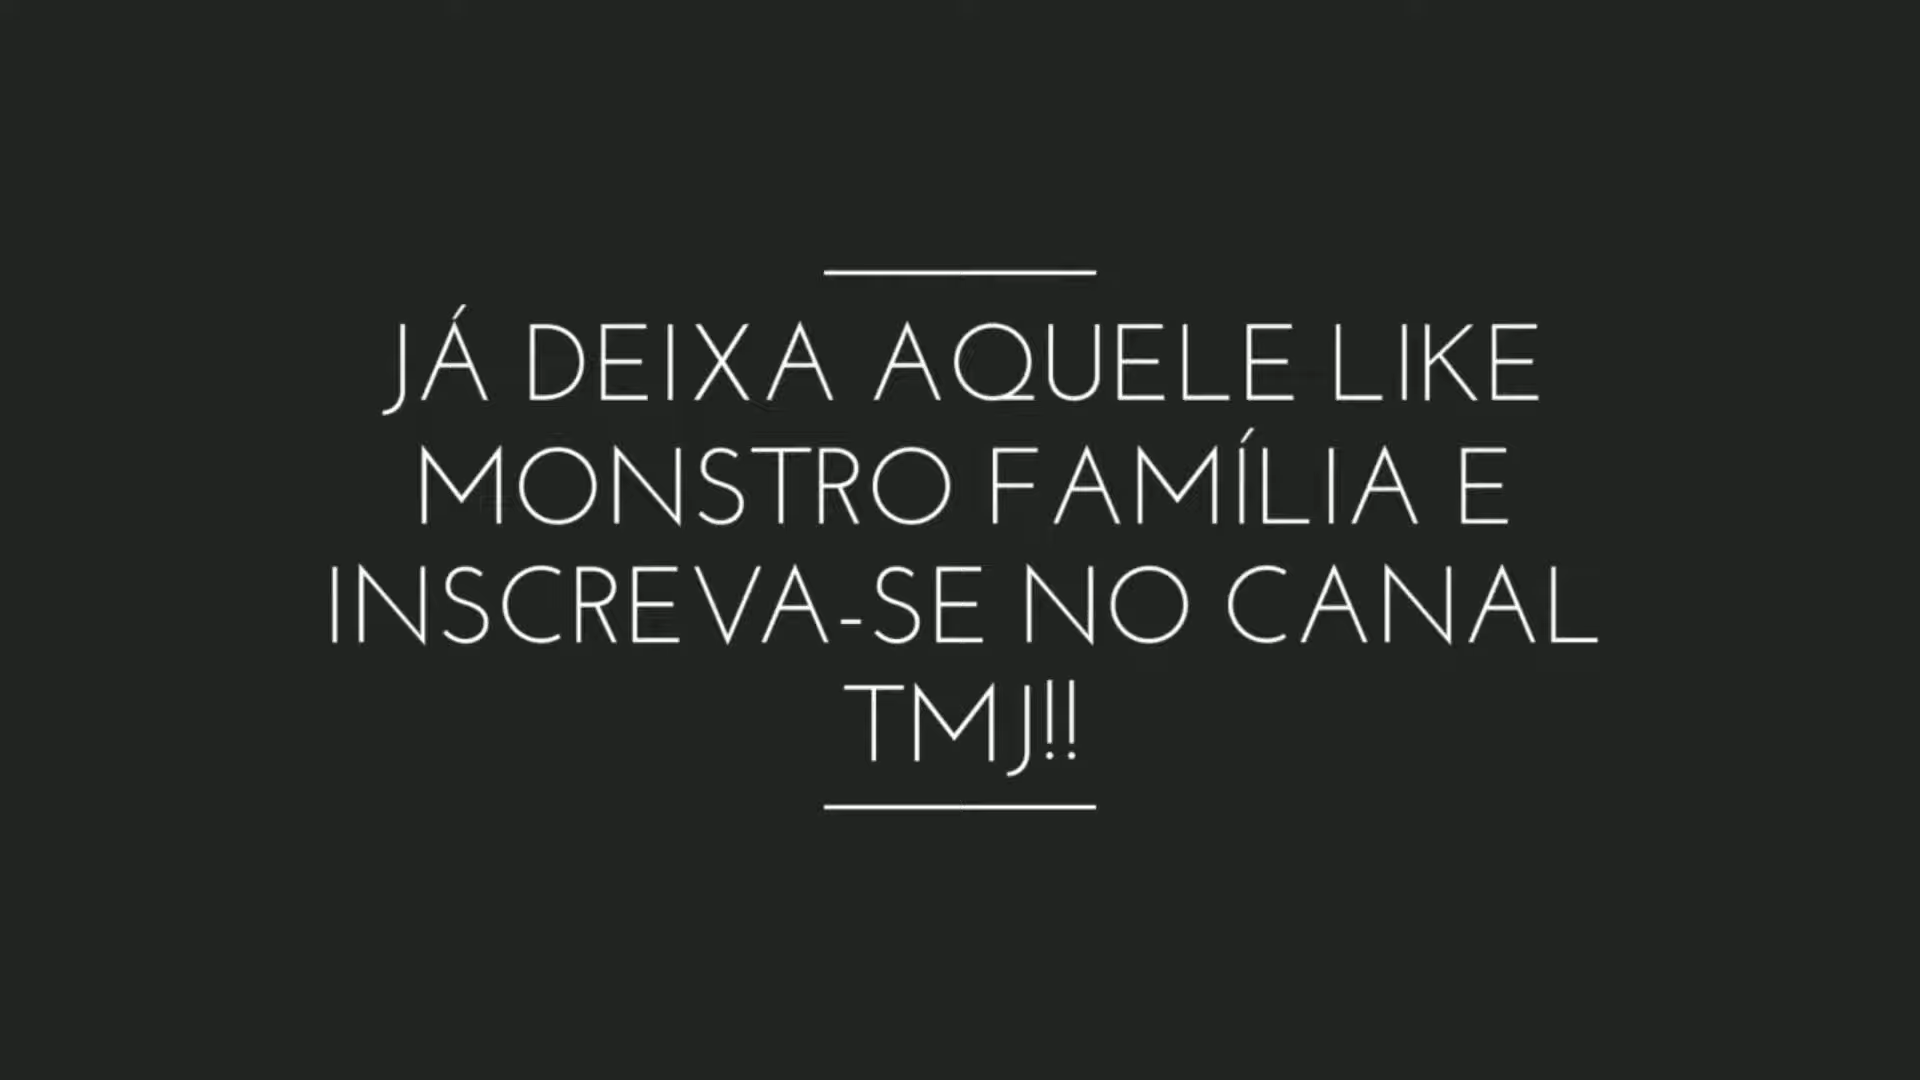 JÁ DEIXA AQUELE LIKE
MONSTRO FAMÍLIA E
INSCREVA-SE NO CANAL
TMJ!!